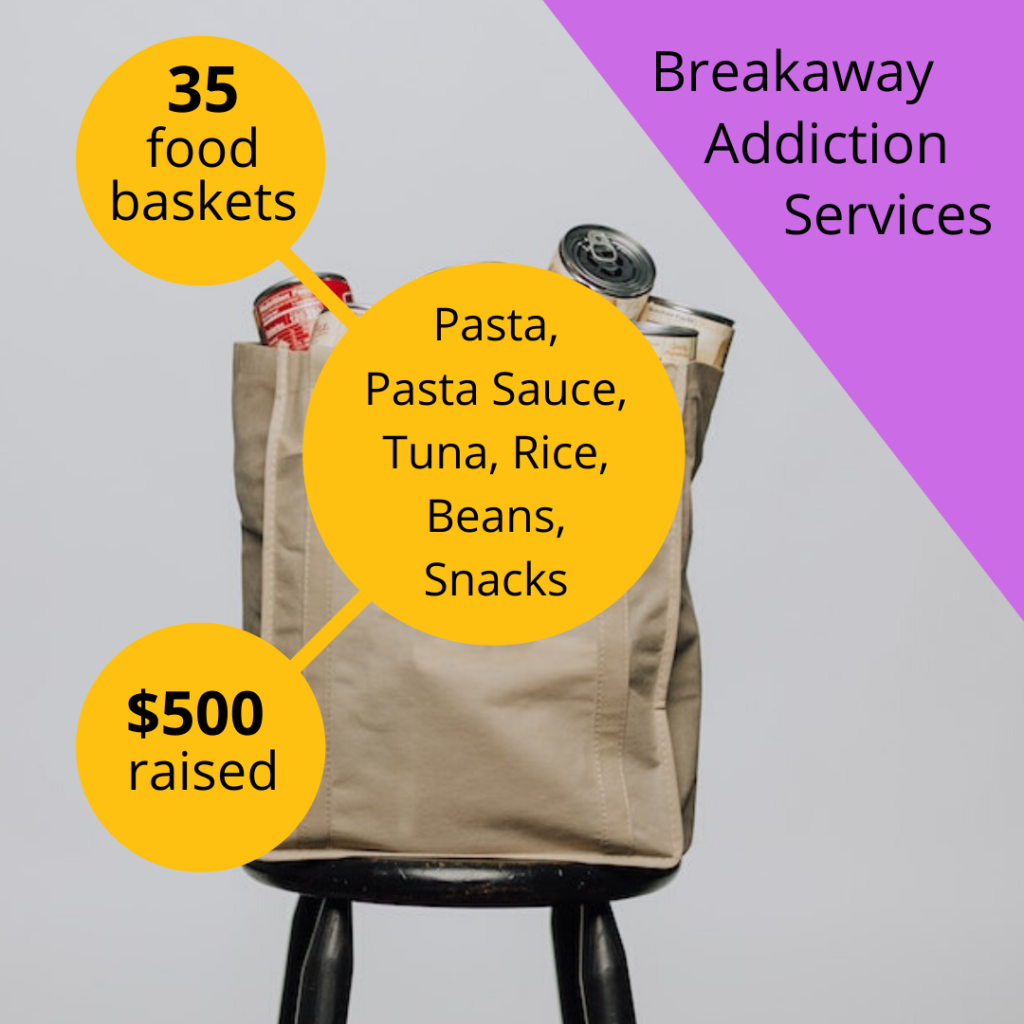 35
food
baskets
Breakaway
Addiction
Services
Pasta,
Pasta Sauce,
Tuna, Rice,
Beans,
Snacks
$500
raised